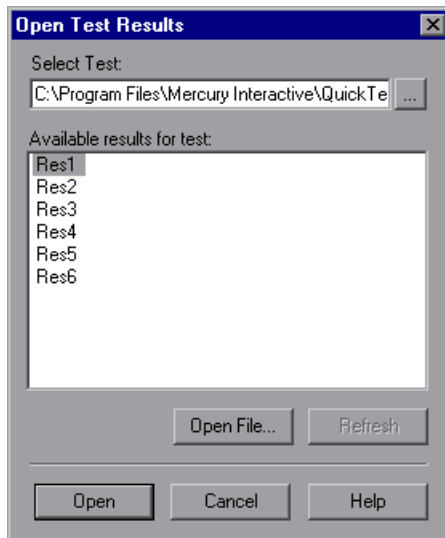 Open Test Results
Select Test:
C:\Program Files\Mercury Interactive\QuickTe ...
Available results for test:
Res1
Res2
Res3
Res4
Res5
Res6
Open File... Refresh
Open Cancel Help